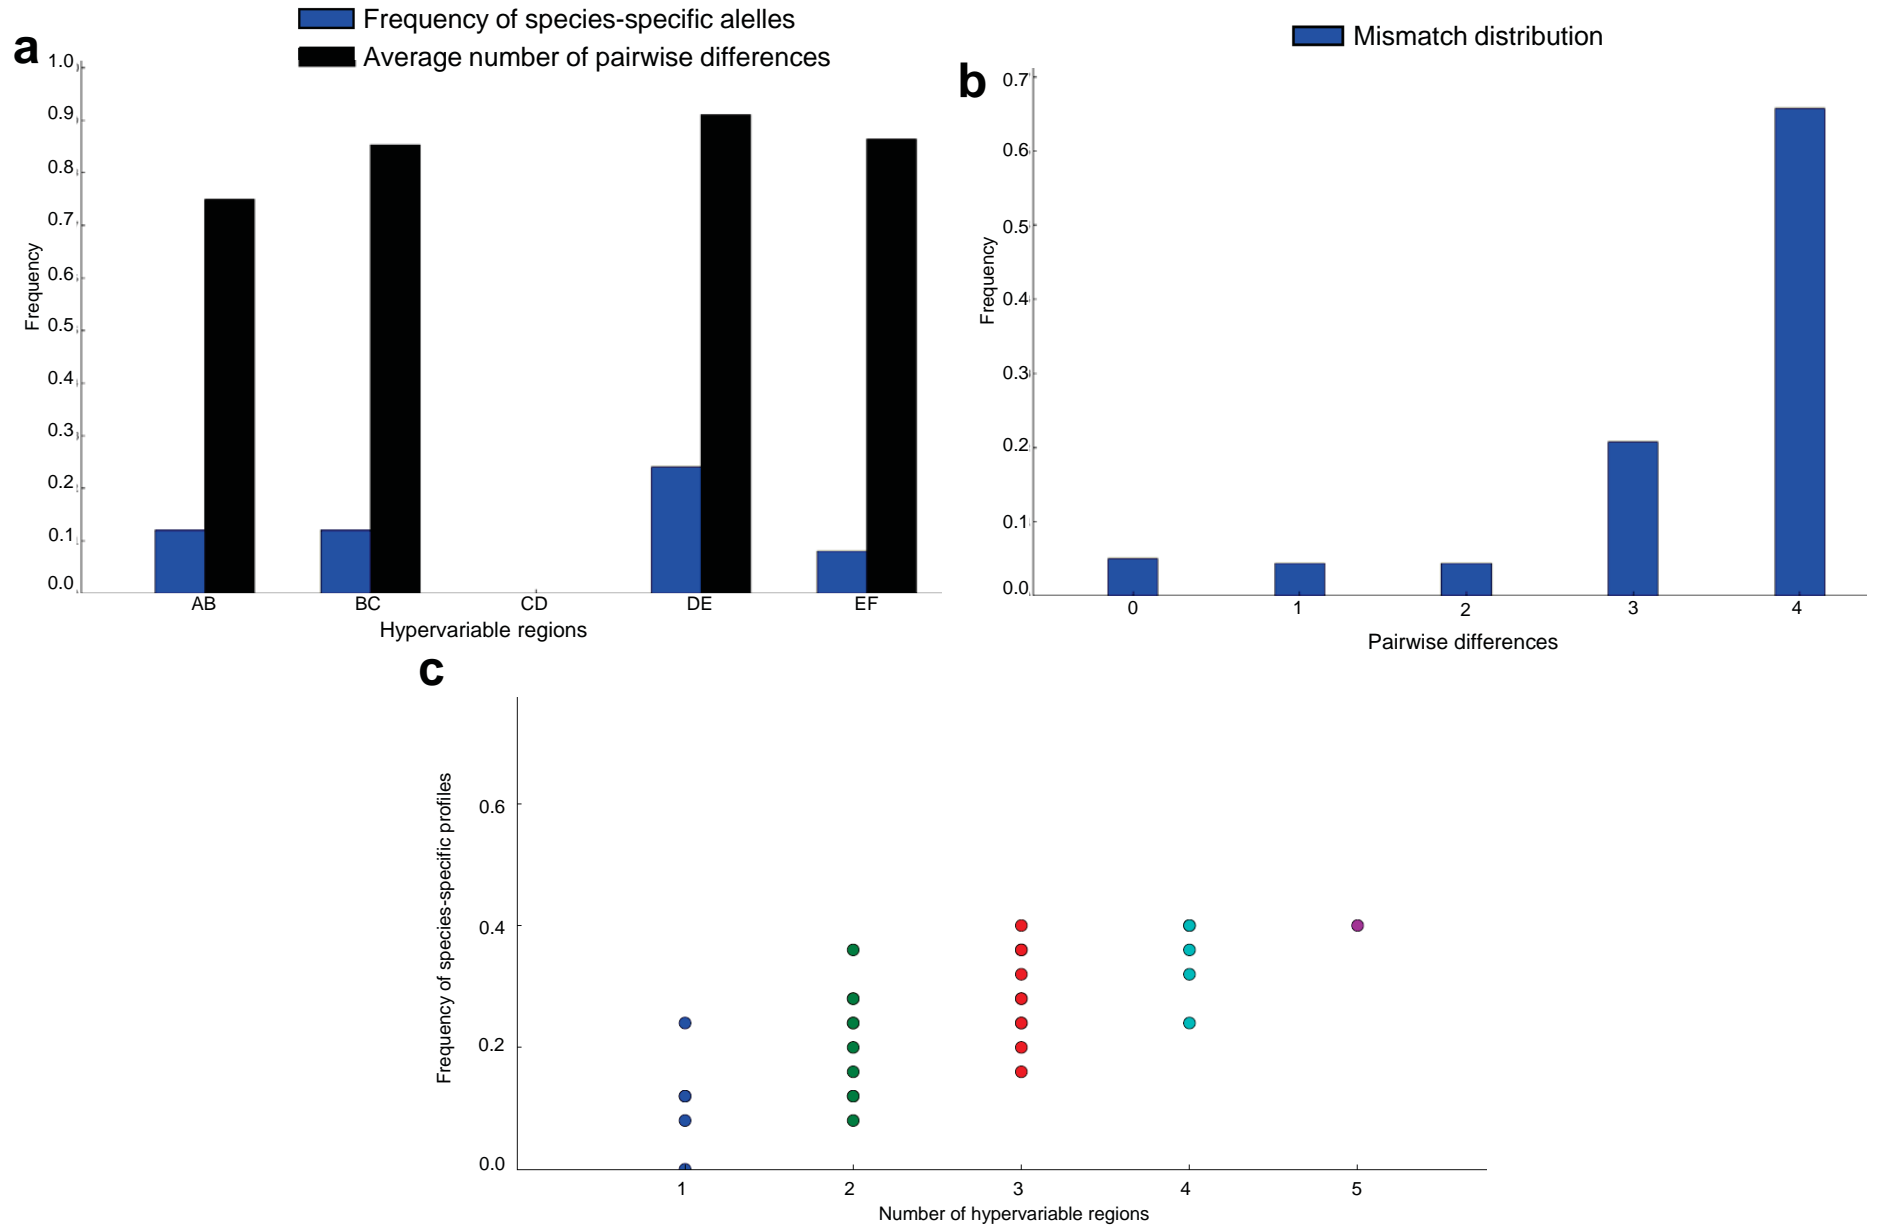 a
Frequency of species-specific alelles
Average number of pairwise differences
1.0
0.9
0.8
0.7
0.6
0.5
0.4
0.3
0.2
0.1
0.0
Frequency
AB BC CD DE EF
Hypervariable regions
b
Mismatch distribution
0.7
0.6
0.5
0.4
0.3
0.2
0.1
0.0
Frequency
0 1 2 3 4
Pairwise differences
c
Frequency of species-specific profiles
0.6
0.4
0.2
0.0
1 2 3 4 5
Number of hypervariable regions